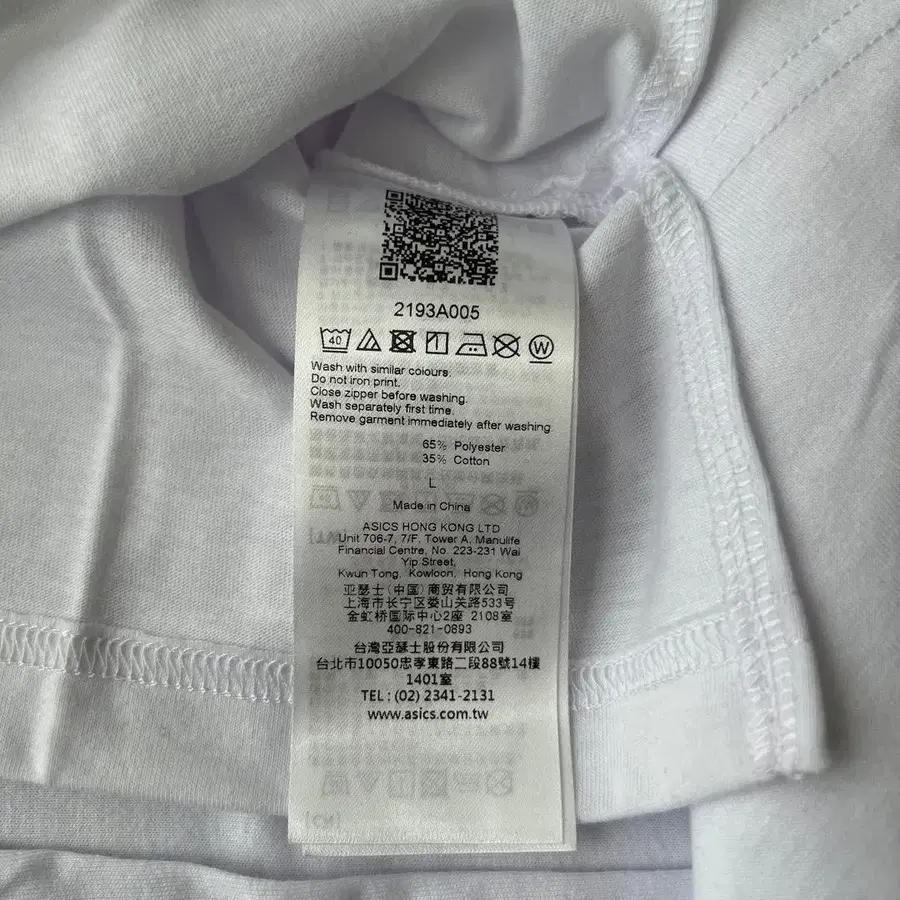 2193A005
40
W
Wash with similar colours.
Do not iron print.
Close zipper before washing.
Wash separately first time.
Remove garment immediately after washing
65% Polyester
35% Cotton
L
Made in China
ASICS HONG KONG LTD
Unit 706-7, 7/F. Tower A, Manulife
Financial Centre, No. 223-231 Wai
Yip Street,
Kwun Tong, Kowloon, Hong Kong
亚瑟士(中国)商贸有限公司
上海市长宁区娄山关路533号
金虹桥国际中心2座 2108室
400-821-0893
台灣亞瑟士股份有限公司
台北市10050忠孝東路二段88號14樓
1401室
TEL:(02) 2341-2131
www.asics.com.tw